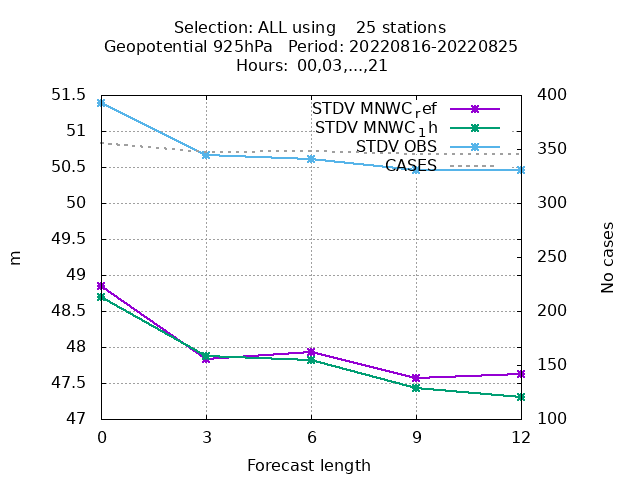 Selection: ALL using    25 stations
Geopotential 925hPa   Period: 20220816-20220825
Hours:  00,03,...,21
STDV MNWCref
STDV MNWC1h
STDV OBS
CASES
51.5
51
50.5
50
49.5
49
48.5
48
47.5
47
400
350
300
250
200
150
100
m
No cases
0 3 6 9 12
Forecast length